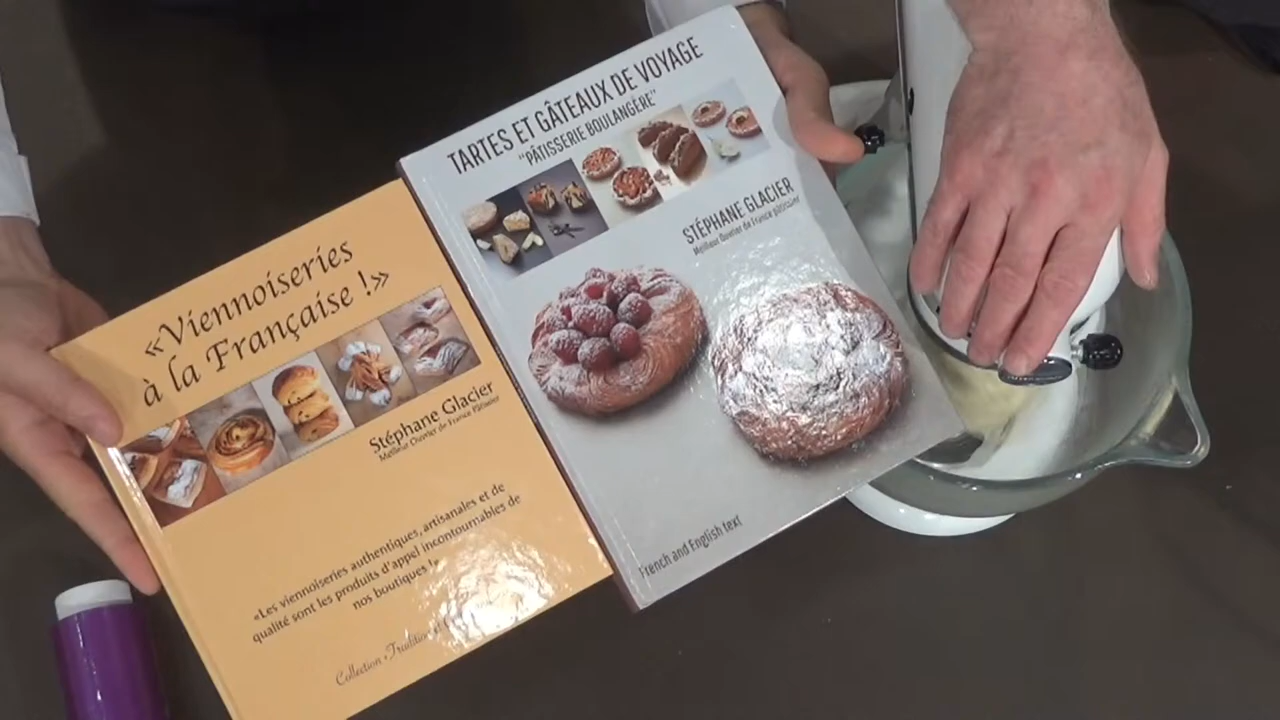 «Viennoiseries
à la Française !»
Stéphane Glacier
Meilleur Ouvrier de France Pâtissier
«Les viennoiseries authentiques, artisanales et de
qualité sont les produits d'appel incontournables de
nos boutiques !»
Collection Tradition et
TARTES ET GÂTEAUX DE VOYAGE
"PÂTISSERIE BOULANGÈRE"
STÉPHANE GLACIER
Meilleur Ouvrier de France pâtissier
French and English text